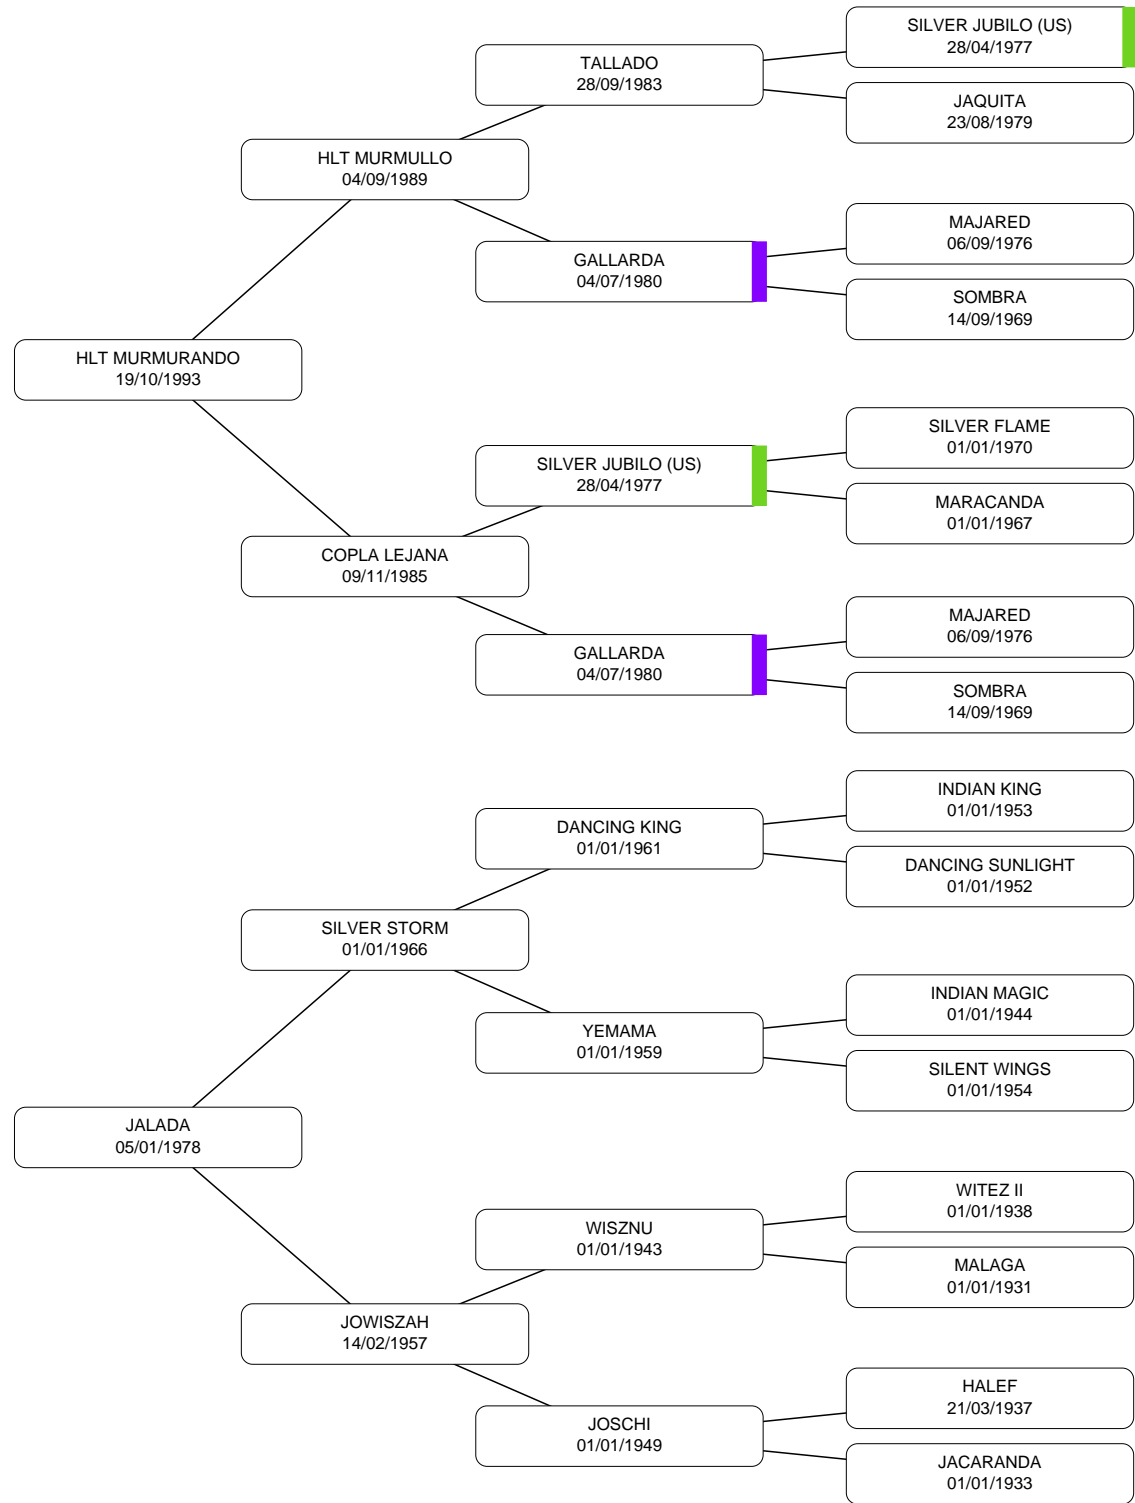 SILVER JUBILO (US)
28/04/1977
TALLADO
28/09/1983
JAQUITA
23/08/1979
HLT MURMULLO
04/09/1989
MAJARED
06/09/1976
GALLARDA
04/07/1980
SOMBRA
14/09/1969
HLT MURMURANDO
19/10/1993
SILVER FLAME
01/01/1970
SILVER JUBILO (US)
28/04/1977
MARACANDA
01/01/1967
COPLA LEJANA
09/11/1985
MAJARED
06/09/1976
GALLARDA
04/07/1980
SOMBRA
14/09/1969
INDIAN KING
01/01/1953
DANCING KING
01/01/1961
DANCING SUNLIGHT
01/01/1952
SILVER STORM
01/01/1966
INDIAN MAGIC
01/01/1944
YEMAMA
01/01/1959
SILENT WINGS
01/01/1954
JALADA
05/01/1978
WITEZ II
01/01/1938
WISZNU
01/01/1943
MALAGA
01/01/1931
JOWISZAH
14/02/1957
HALEF
21/03/1937
JOSCHI
01/01/1949
JACARANDA
01/01/1933